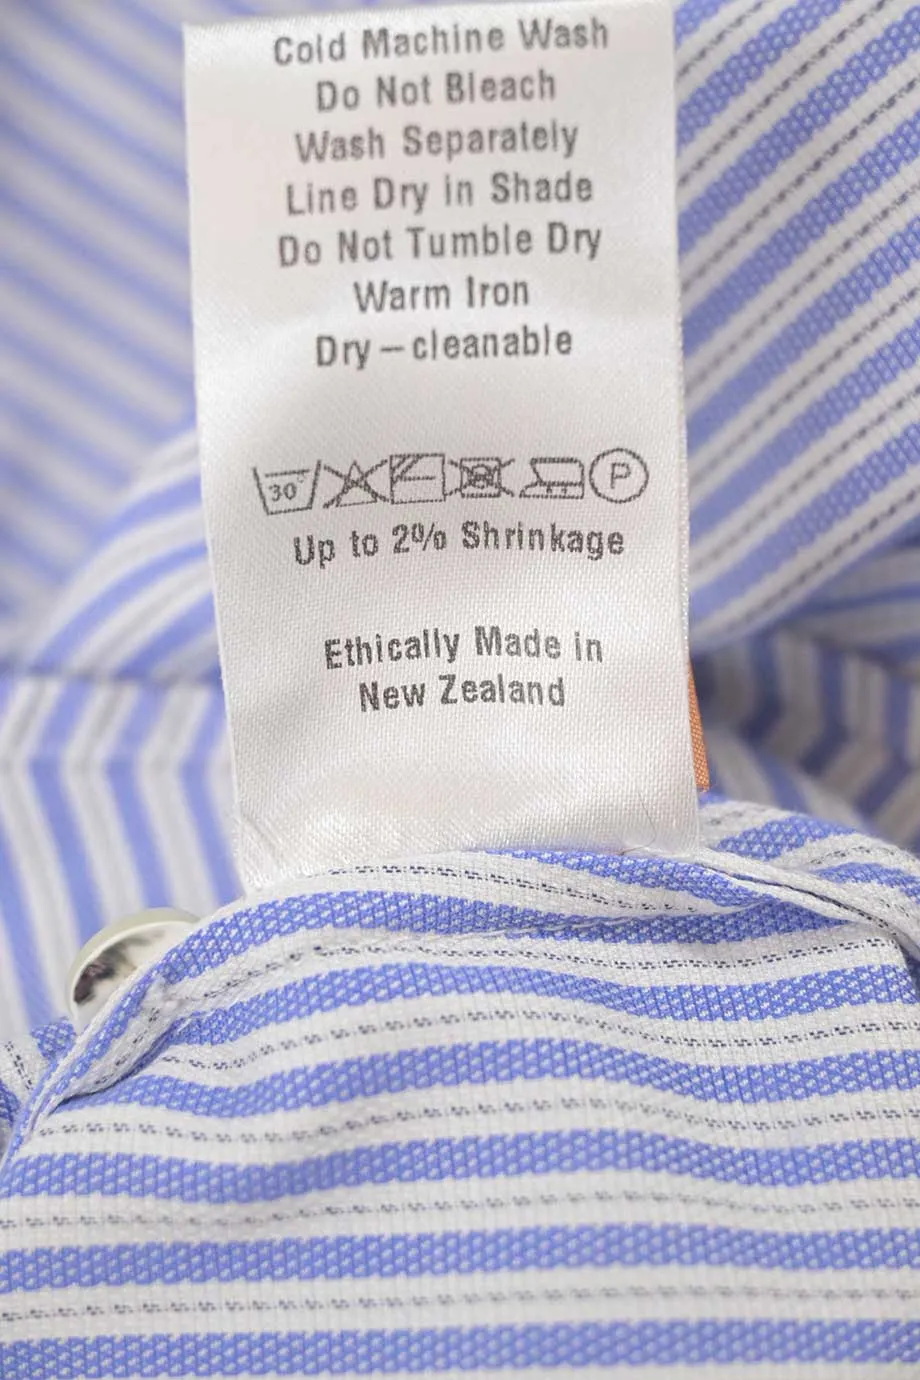 Cold Machine Wash
Do Not Bleach
Wash Separately
Line Dry in Shade
Do Not Tumble Dry
Warm Iron
Dry – cleanable
30° P
Up to 2% Shrinkage
Ethically Made in
New Zealand